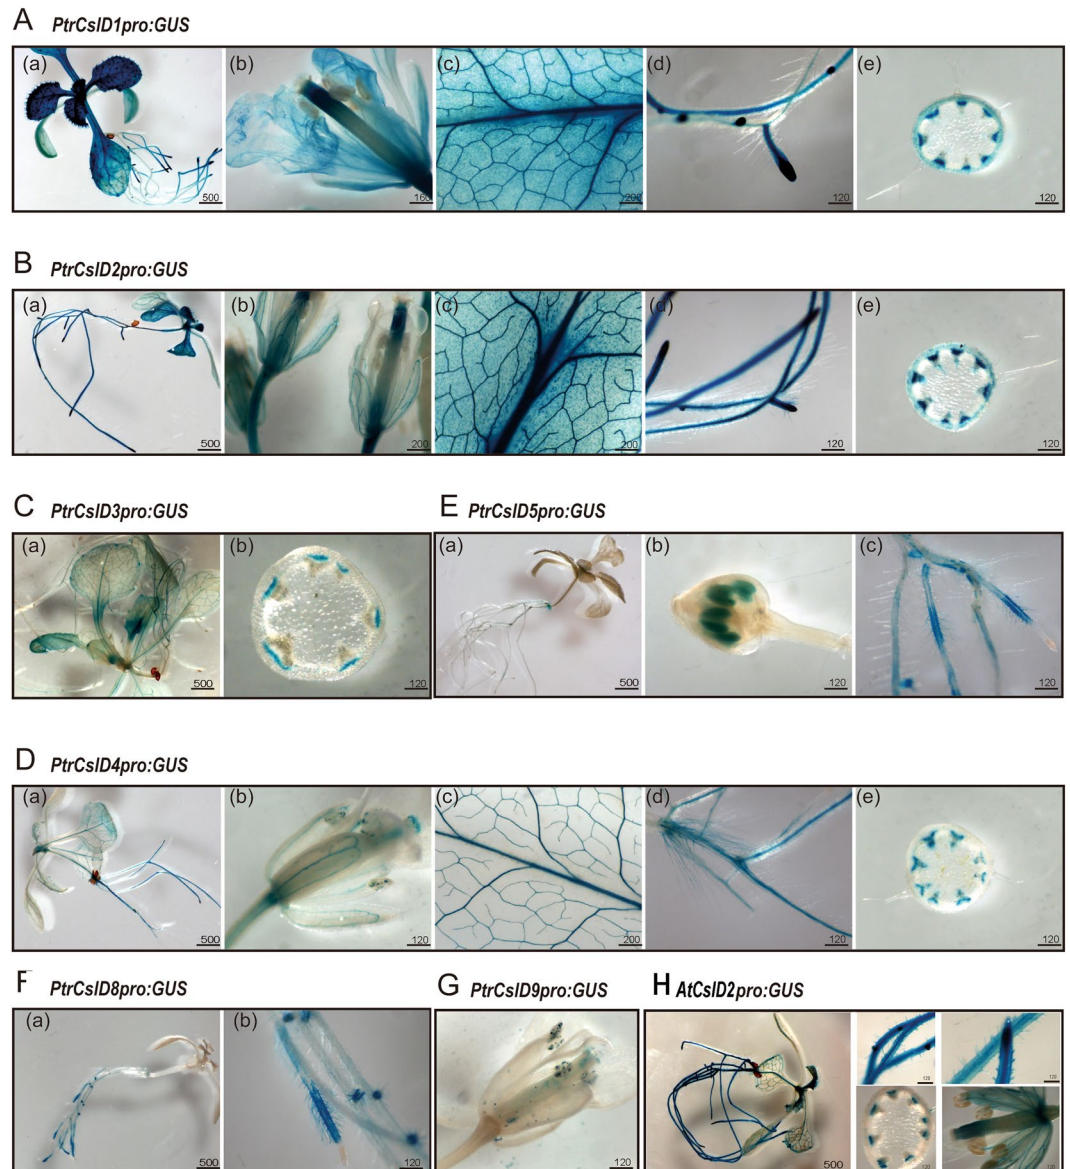 A PtrCslD1pro:GUS
(a) (b) (c) (d) (e)
500 160 200 120 120
B PtrCslD2pro:GUS
(a) (b) (c) (d) (e)
500 200 200 120 120
C PtrCslD3pro:GUS E PtrCslD5pro:GUS
(a) (b) (a) (b) (c)
500 120 500 120 120
D PtrCslD4pro:GUS
(a) (b) (c) (d) (e)
500 120 200 120 120
F PtrCslD8pro:GUS G PtrCslD9pro:GUS H AtCslD2pro:GUS
(a) (b)
120 120
500 120 120 500 120 120